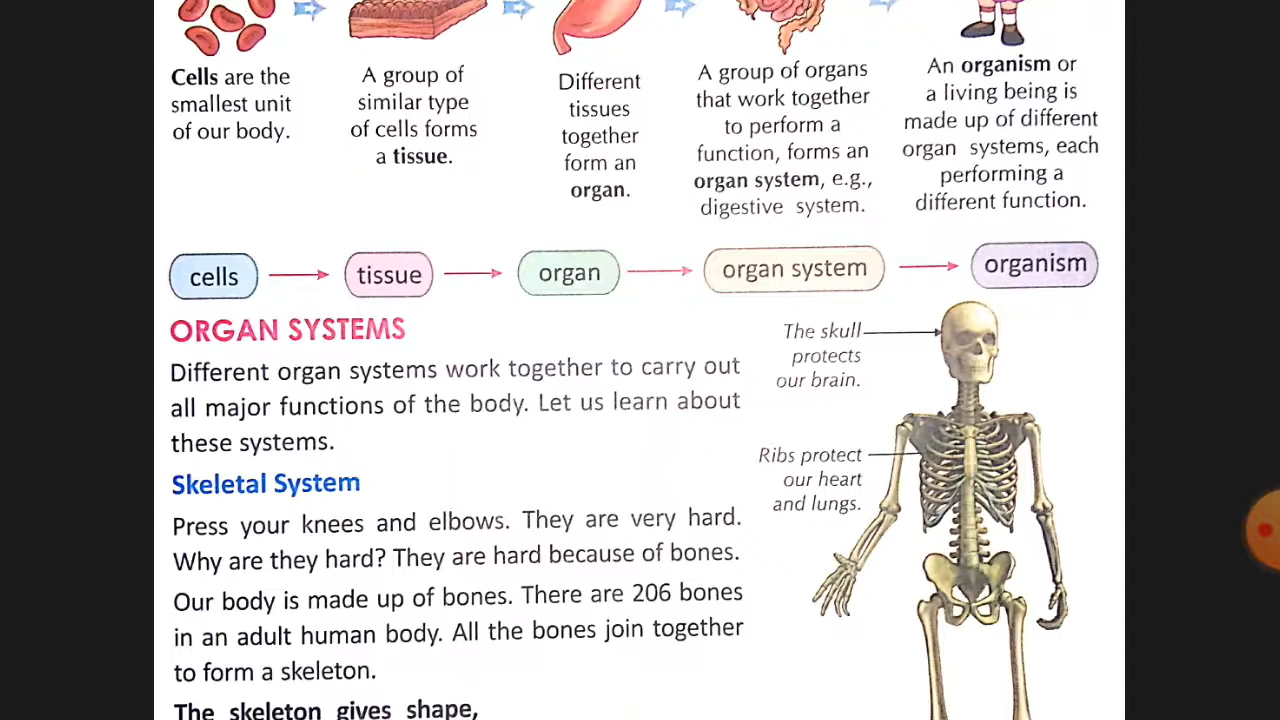 Cells are the
smallest unit
of our body.
A group of
similar type
of cells forms
a tissue.
Different
tissues
together
form an
organ.
A group of organs
that work together
to perform a
function, forms an
organ system, e.g.,
digestive system.
An organism or
a living being is
made up of different
organ systems, each
performing a
different function.
cells
tissue
organ
organ system
organism
ORGAN SYSTEMS
Different organ systems work together to carry out
all major functions of the body. Let us learn about
these systems.
Skeletal System
Press your knees and elbows. They are very hard.
Why are they hard? They are hard because of bones.
Our body is made up of bones. There are 206 bones
in an adult human body. All the bones join together
to form a skeleton.
The skeleton gives shape,
The skull
protects
our brain.
Ribs protect
our heart
and lungs.